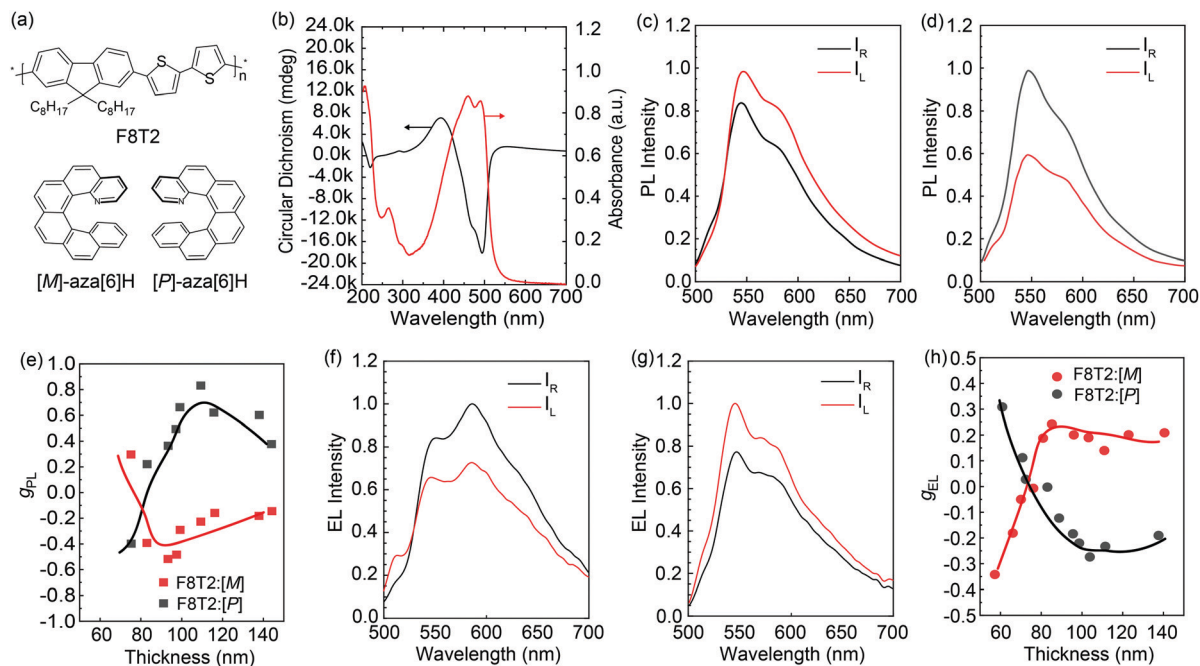 (a)
*
n
*
S
S
C₈H₁₇
C₈H₁₇
F8T2
N
N
[M]-aza[6]H
[P]-aza[6]H
(b)
24.0k
20.0k
16.0k
12.0k
8.0k
4.0k
0.0k
-4.0k
-8.0k
-12.0k
-16.0k
-20.0k
-24.0k
Circular Dichroism (mdeg)
1.2
1.0
0.8
0.6
0.4
0.2
0.0
Absorbance (a.u.)
200 300 400 500 600 700
Wavelength (nm)
(c)
1.2
1.0
0.8
0.6
0.4
0.2
0.0
PL Intensity
I_R
I_L
500 550 600 650 700
Wavelength (nm)
(d)
1.2
1.0
0.8
0.6
0.4
0.2
0.0
PL Intensity
I_R
I_L
500 550 600 650 700
Wavelength (nm)
(e)
1.0
0.8
0.6
0.4
0.2
0.0
-0.2
-0.4
-0.6
-0.8
-1.0
g_PL
F8T2:[M]
F8T2:[P]
60 80 100 120 140
Thickness (nm)
(f)
1.2
1.0
0.8
0.6
0.4
0.2
0.0
EL Intensity
I_R
I_L
500 550 600 650 700
Wavelength (nm)
(g)
1.2
1.0
0.8
0.6
0.4
0.2
0.0
EL Intensity
I_R
I_L
500 550 600 650 700
Wavelength (nm)
(h)
0.5
0.4
0.3
0.2
0.1
0.0
-0.1
-0.2
-0.3
-0.4
-0.5
g_EL
F8T2:[M]
F8T2:[P]
60 80 100 120 140
Thickness (nm)